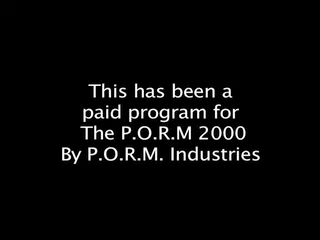 This has been a
paid program for
The P.O.R.M 2000
By P.O.R.M. Industries